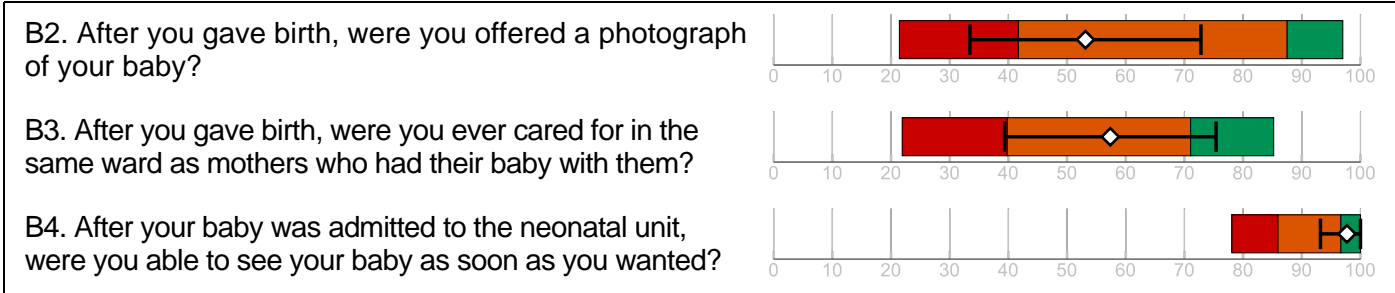 B2. After you gave birth, were you offered a photograph
of your baby?
0 10 20 30 40 50 60 70 80 90 100
B3. After you gave birth, were you ever cared for in the
same ward as mothers who had their baby with them?
0 10 20 30 40 50 60 70 80 90 100
B4. After your baby was admitted to the neonatal unit,
were you able to see your baby as soon as you wanted?
0 10 20 30 40 50 60 70 80 90 100